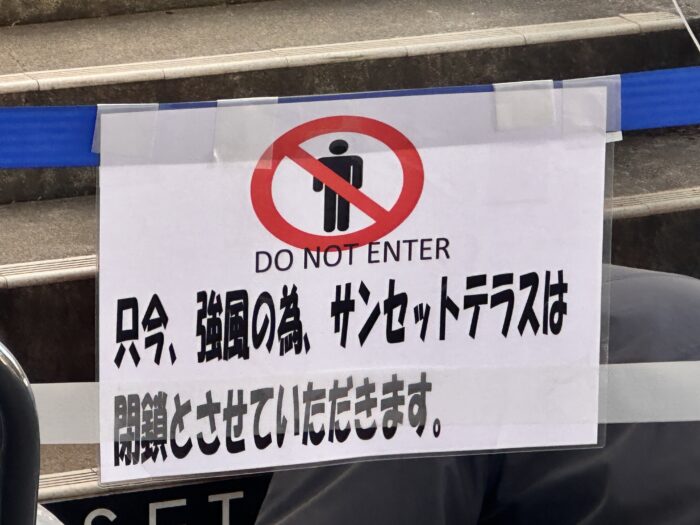 DO NOT ENTER
只今、強風の為、サンセットテラスは
閉鎖とさせていただきます。
SET